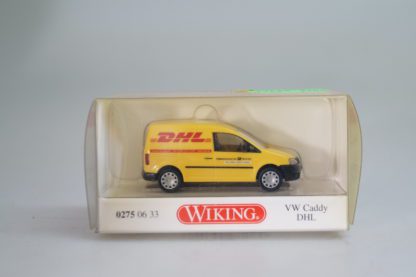 DHL
0275 06 33
WIKING.
VW Caddy
DHL